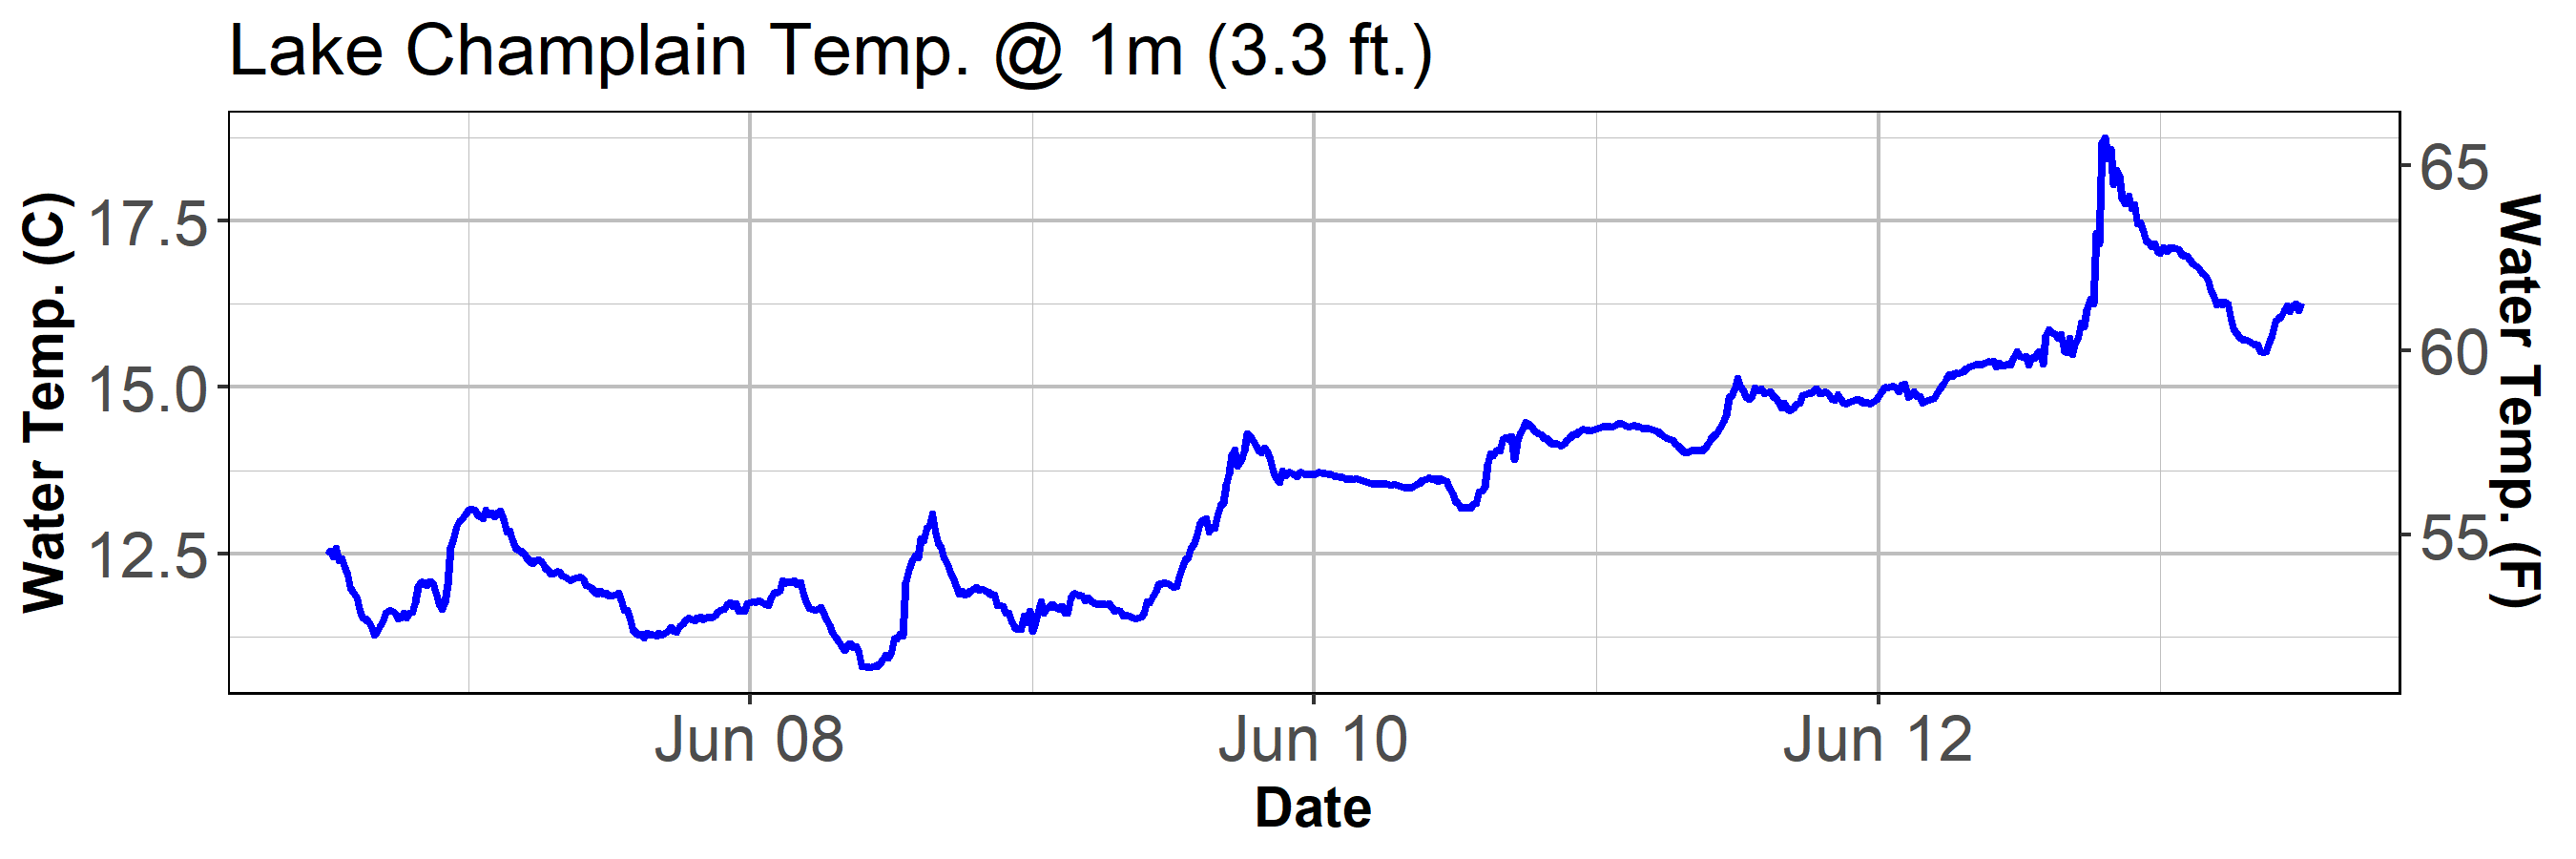 Lake Champlain Temp. @ 1m (3.3 ft.)
Water Temp. (C)
17.5
15.0
12.5
65
60
55
Water Temp. (F)
Jun 08 Jun 10 Jun 12
Date